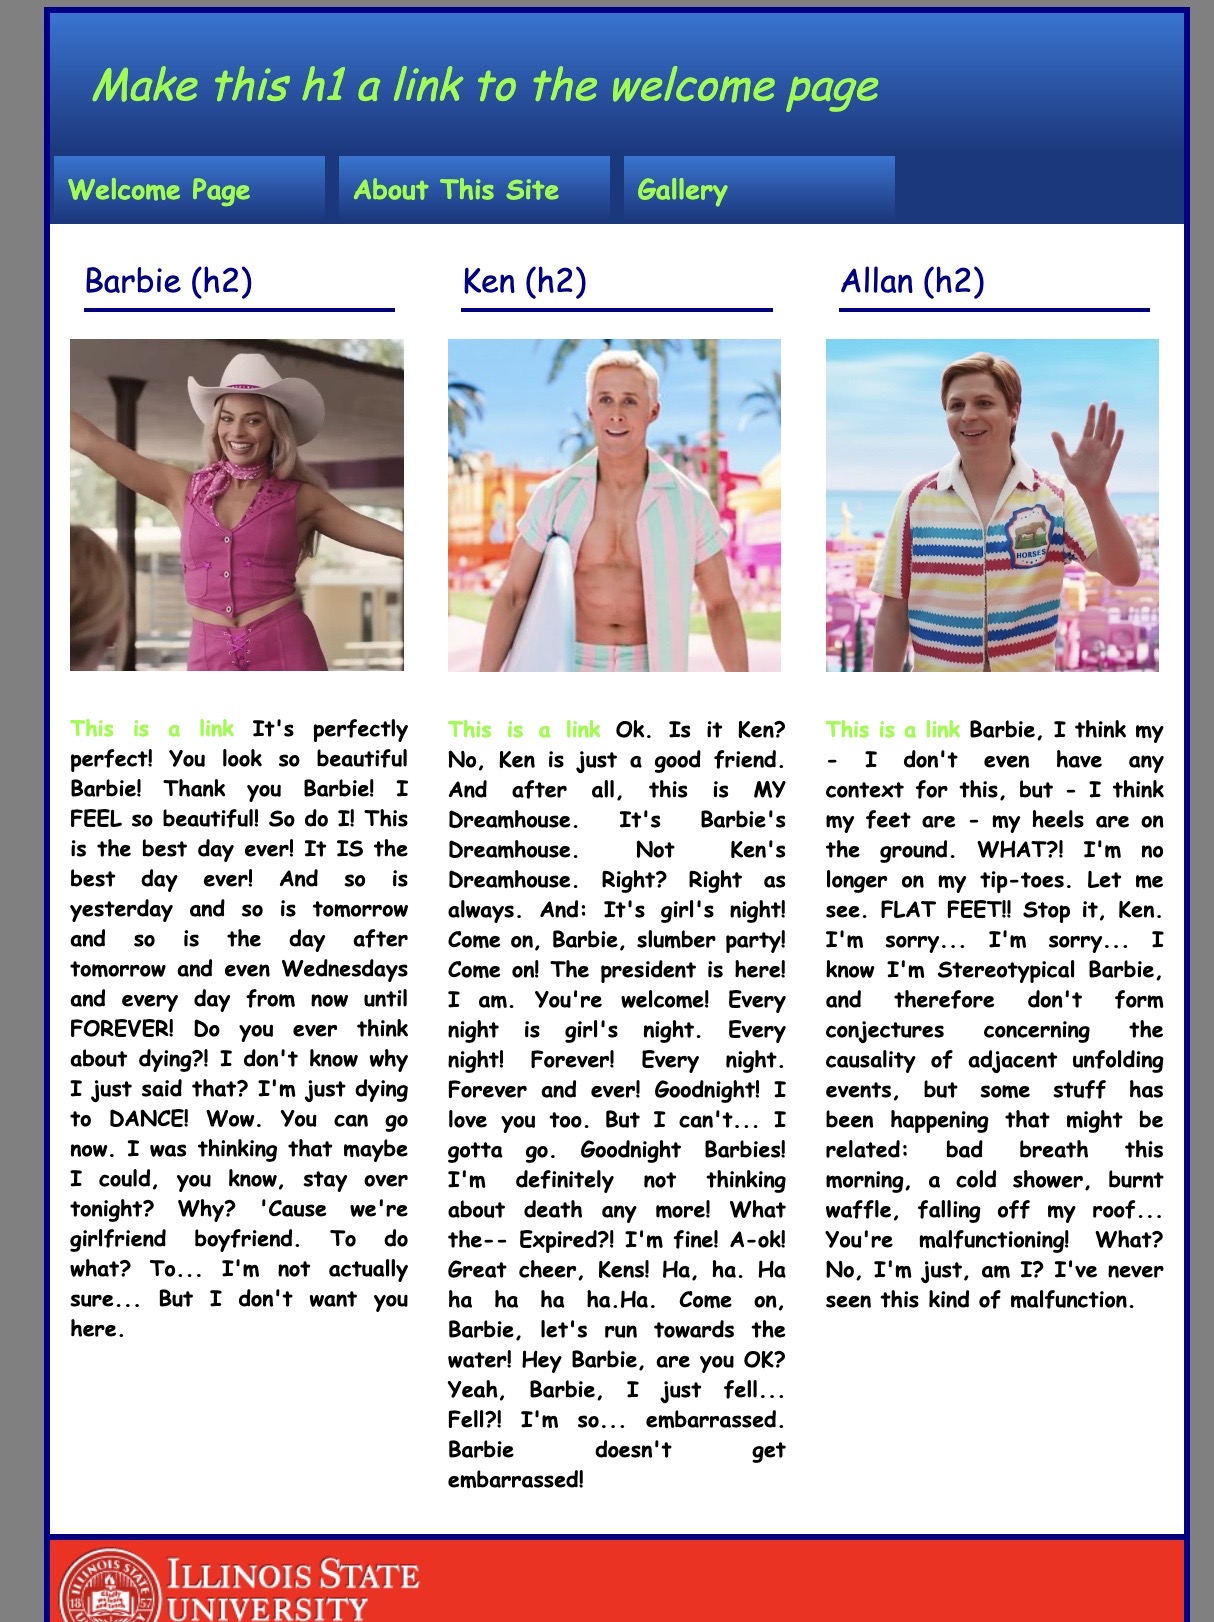 Make this h1 a link to the welcome page
Welcome Page
About This Site
Gallery
Barbie (h2)
Ken (h2)
Allan (h2)
HORSES
This is a link It's perfectly
perfect! You look so beautiful
Barbie! Thank you Barbie! I
FEEL so beautiful! So do I! This
is the best day ever! It IS the
best day ever! And so is
yesterday and so is tomorrow
and so is the day after
tomorrow and even Wednesdays
and every day from now until
FOREVER! Do you ever think
about dying?! I don't know why
I just said that? I'm just dying
to DANCE! Wow. You can go
now. I was thinking that maybe
I could, you know, stay over
tonight? Why? 'Cause we're
girlfriend boyfriend. To do
what? To... I'm not actually
sure... But I don't want you
here.
This is a link Ok. Is it Ken?
No, Ken is just a good friend.
And after all, this is MY
Dreamhouse. It's Barbie's
Dreamhouse. Not Ken's
Dreamhouse. Right? Right as
always. And: It's girl's night!
Come on, Barbie, slumber party!
Come on! The president is here!
I am. You're welcome! Every
night is girl's night. Every
night! Forever! Every night.
Forever and ever! Goodnight! I
love you too. But I can't... I
gotta go. Goodnight Barbies!
I'm definitely not thinking
about death any more! What
the-- Expired?! I'm fine! A-ok!
Great cheer, Kens! Ha, ha. Ha
ha ha ha ha.Ha. Come on,
Barbie, let's run towards the
water! Hey Barbie, are you OK?
Yeah, Barbie, I just fell...
Fell?! I'm so... embarrassed.
Barbie doesn't get
embarrassed!
This is a link Barbie, I think my
- I don't even have any
context for this, but - I think
my feet are - my heels are on
the ground. WHAT?! I'm no
longer on my tip-toes. Let me
see. FLAT FEET!! Stop it, Ken.
I'm sorry... I'm sorry... I
know I'm Stereotypical Barbie,
and therefore don't form
conjectures concerning the
causality of adjacent unfolding
events, but some stuff has
been happening that might be
related: bad breath this
morning, a cold shower, burnt
waffle, falling off my roof...
You're malfunctioning! What?
No, I'm just, am I? I've never
seen this kind of malfunction.
ILLINOIS STATE
18 57
ILLINOIS STATE
UNIVERSITY